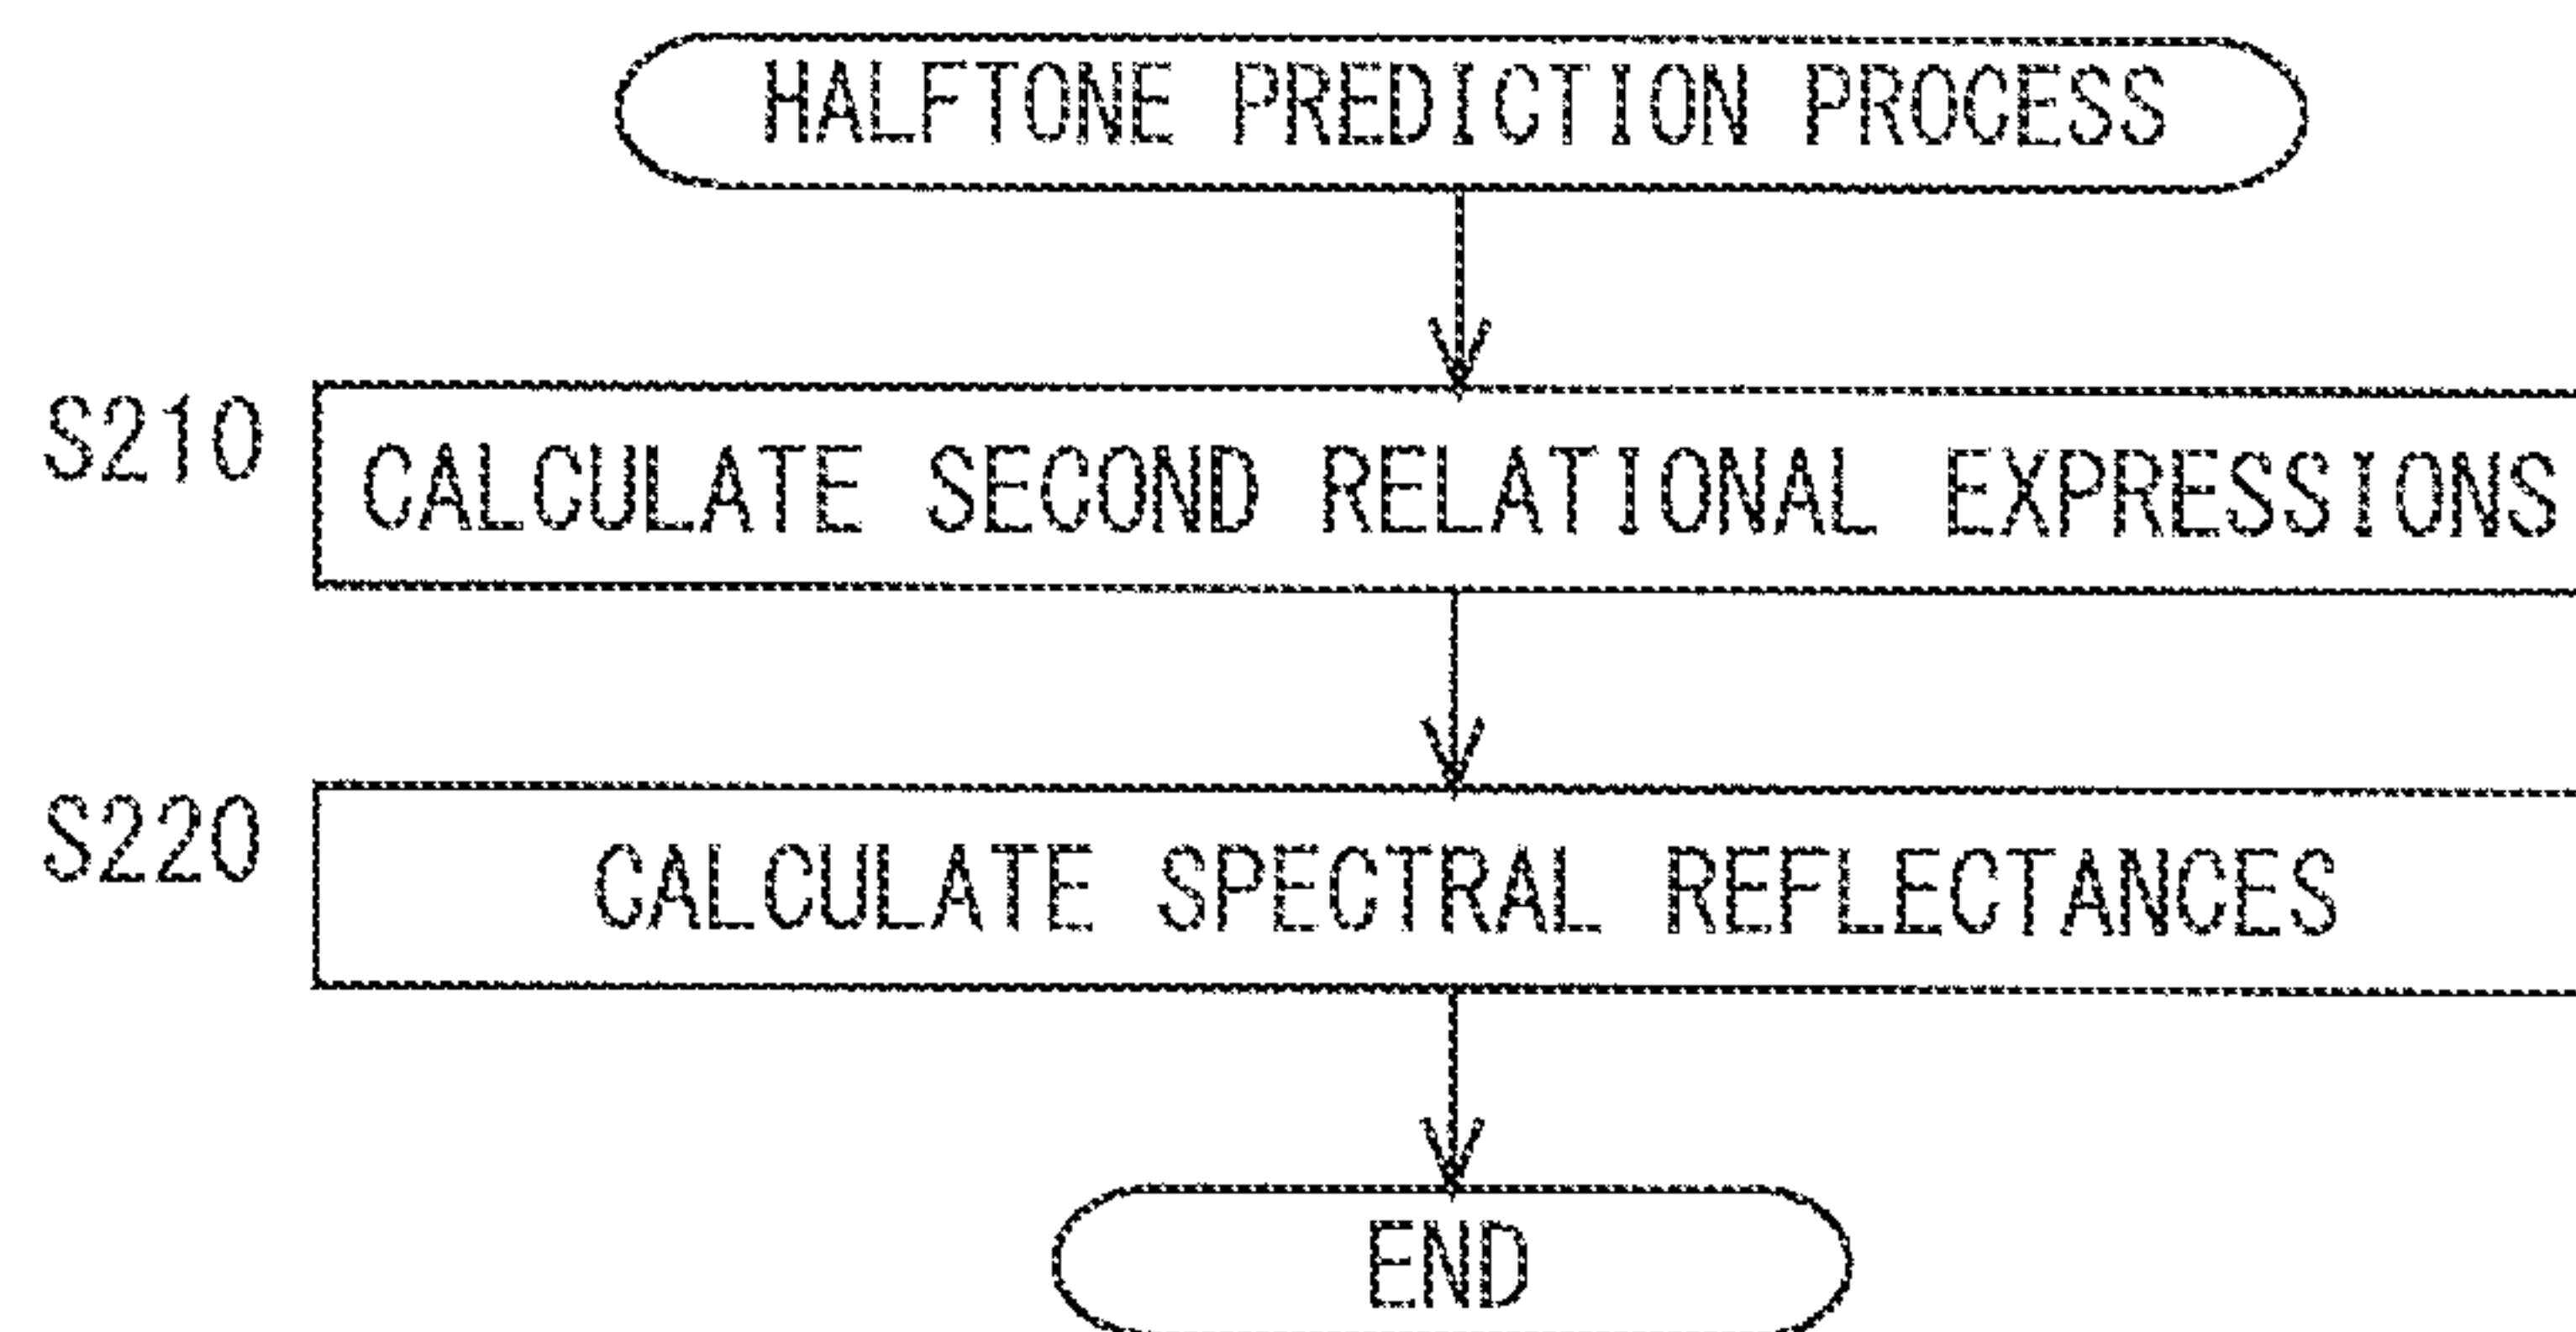 HALFTONE PREDICTION PROCESS
S210
CALCULATE SECOND RELATIONAL EXPRESSIONS
S220
CALCULATE SPECTRAL REFLECTANCES
END